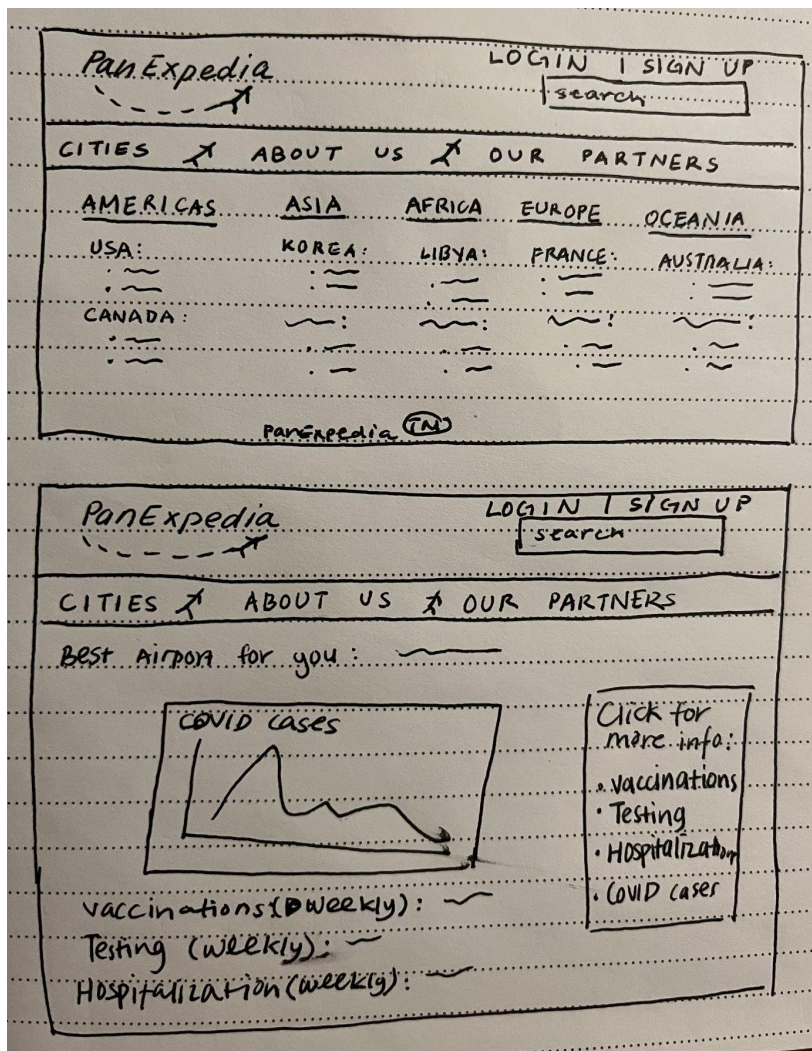 PanExpedia
LOGIN | SIGN UP
search
CITIES ABOUT US OUR PARTNERS
AMERICAS ASIA AFRICA EUROPE OCEANIA
USA: KOREA: LIBYA: FRANCE: AUSTRALIA:
CANADA:
PanExpedia TM
PanExpedia
LOGIN | SIGN UP
search
CITIES ABOUT US OUR PARTNERS
Best Airport for you:
COVID cases
Click for
more info:
• vaccinations
• Testing
• Hospitalization
• COVID cases
vaccinations (weekly):
Testing (weekly):
Hospitalization (weekly):